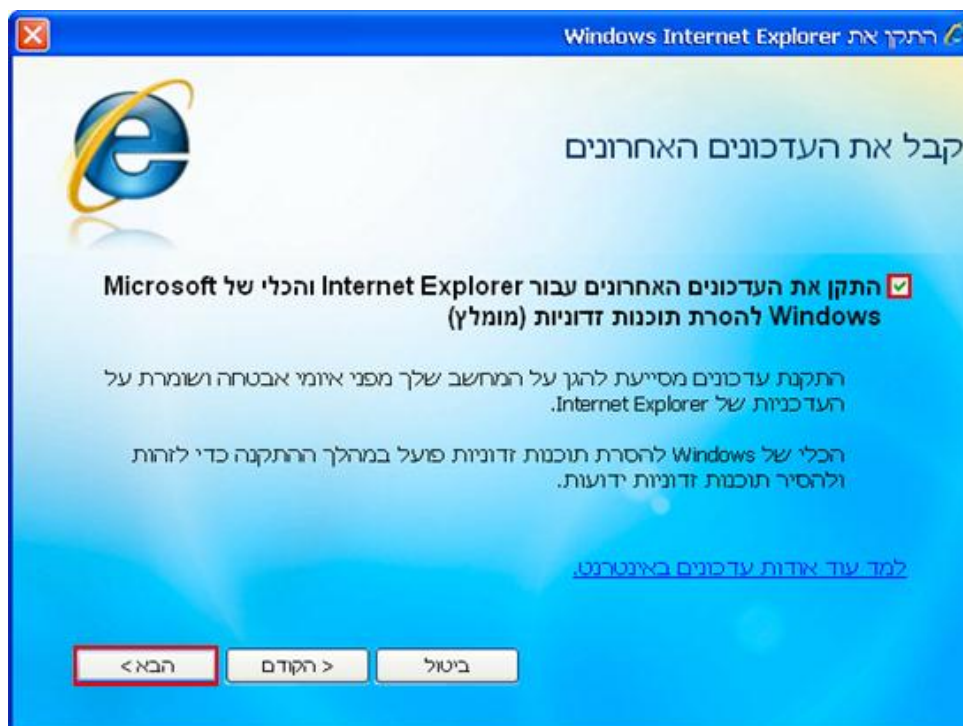 התקן את Windows Internet Explorer
קבל את העדכונים האחרונים
התקן את העדכונים האחרונים עבור Internet Explorer והכלי של Microsoft
Windows להסרת תוכנות זדוניות (מומלץ)
התקנת עדכונים מסייעת להגן על המחשב שלך מפני איומי אבטחה ושומרת על
העדכניות של Internet Explorer.
הכלי של Windows להסרת תוכנות זדוניות פועל במהלך ההתקנה כדי לזהות
ולהסיר תוכנות זדוניות ידועות.
למד עוד אודות עדכונים באינטרנט.
ביטול
< הקודם
הבא >